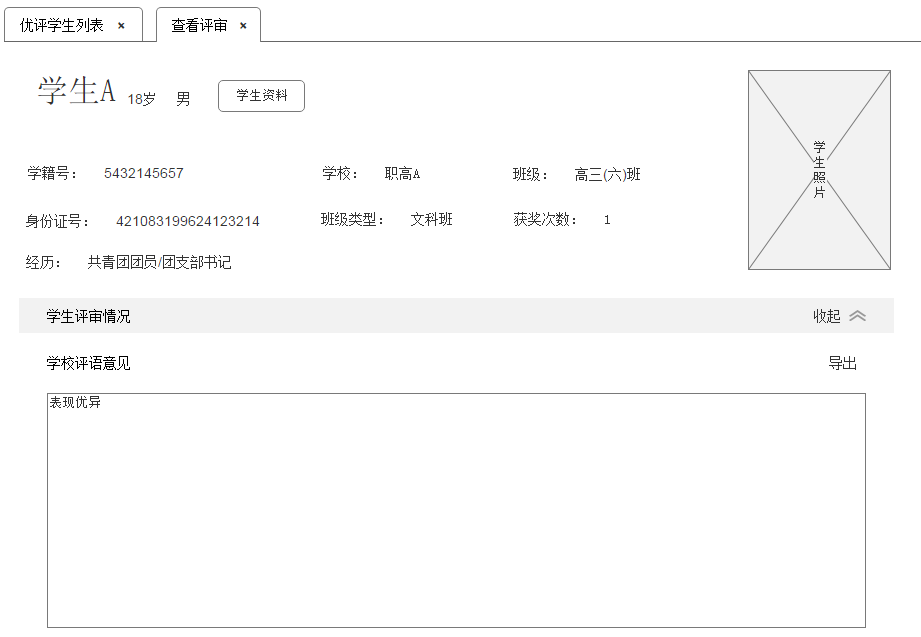 优评学生列表 × 查看评审 ×
学生A 18岁 男 学生资料
学生照片
学籍号： 5432145657 学校： 职高A 班级： 高三(六)班
身份证号： 421083199624123214 班级类型： 文科班 获奖次数： 1
经历： 共青团团员/团支部书记
学生评审情况 收起
学校评语意见 导出
表现优异